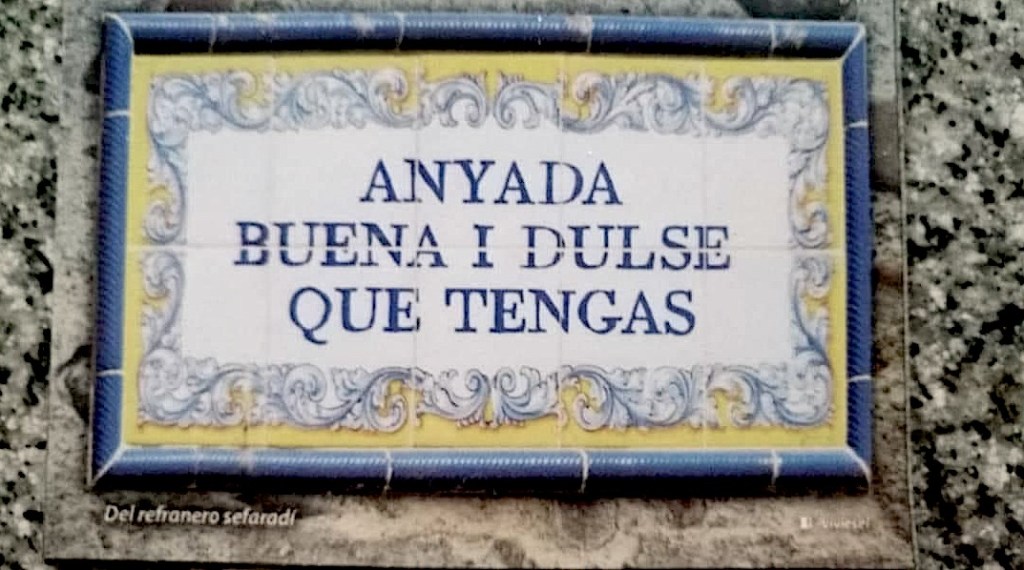 ANYADA
BUENA I DULSE
QUE TENGAS
Del refranero sefaradí